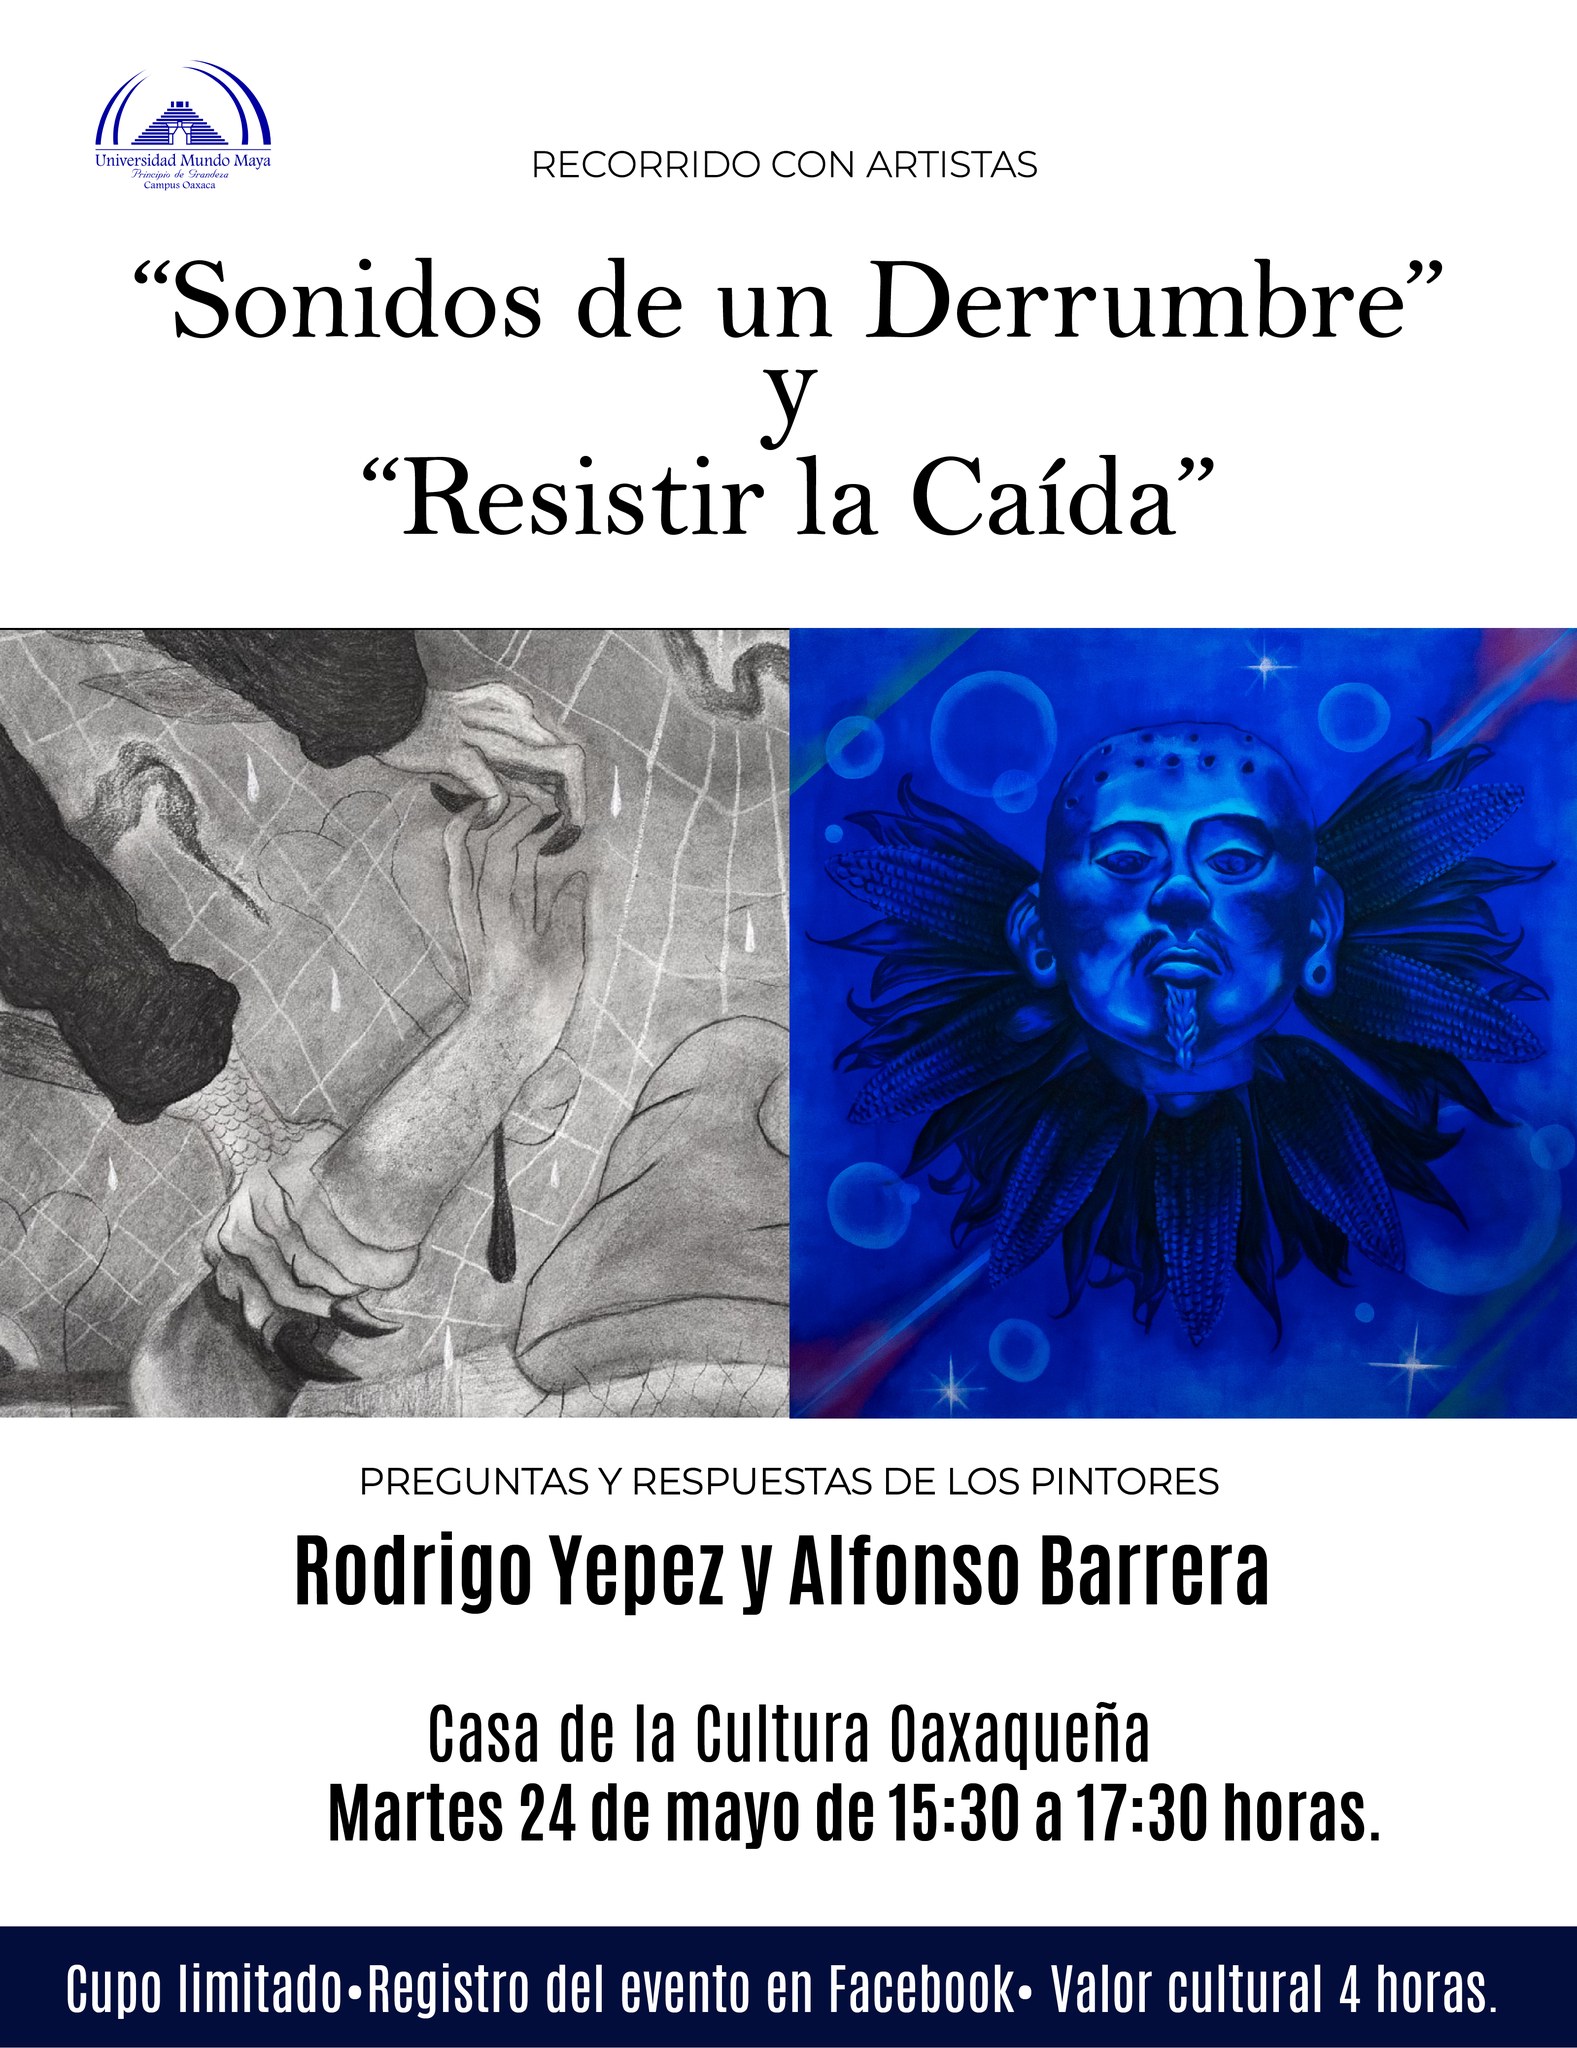 Universidad Mundo Maya
Principio de Grandeza
Campus Oaxaca
RECORRIDO CON ARTISTAS
“Sonidos de un Derrumbre”
y
“Resistir la Caída”
PREGUNTAS Y RESPUESTAS DE LOS PINTORES
Rodrigo Yepez y Alfonso Barrera
Casa de la Cultura Oaxaqueña
Martes 24 de mayo de 15:30 a 17:30 horas.
Cupo limitado•Registro del evento en Facebook• Valor cultural 4 horas.